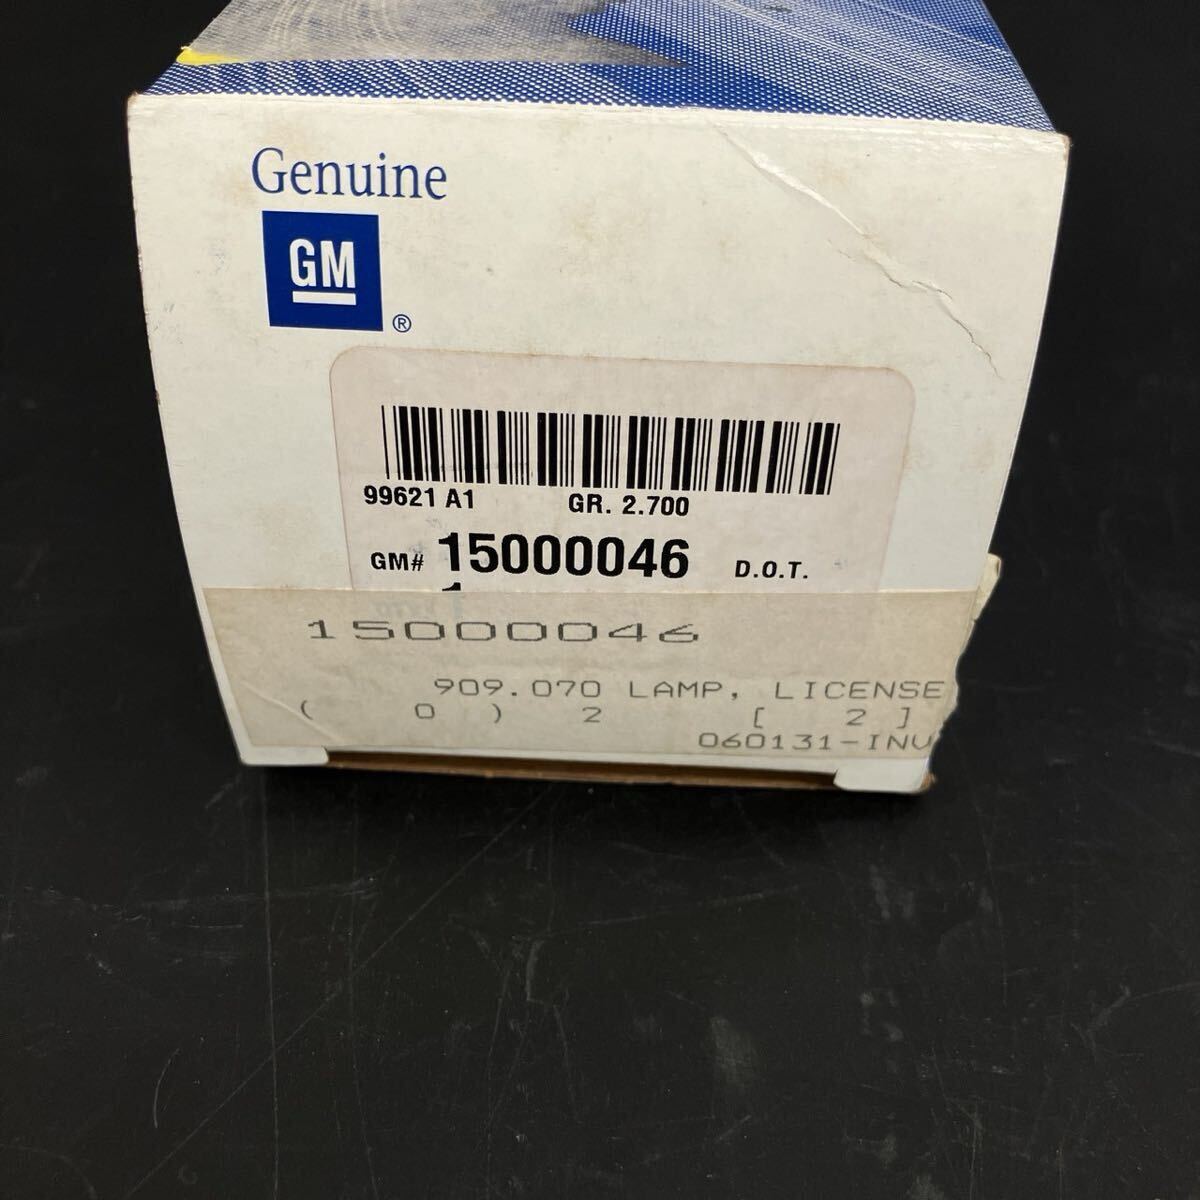 Genuine
GM
®
99621 A1 GR. 2.700
GM# 15000046 D.O.T.
15000046
909.070 LAMP, LICENSE
( 0 ) 2 [ 2 ]
060131-INV